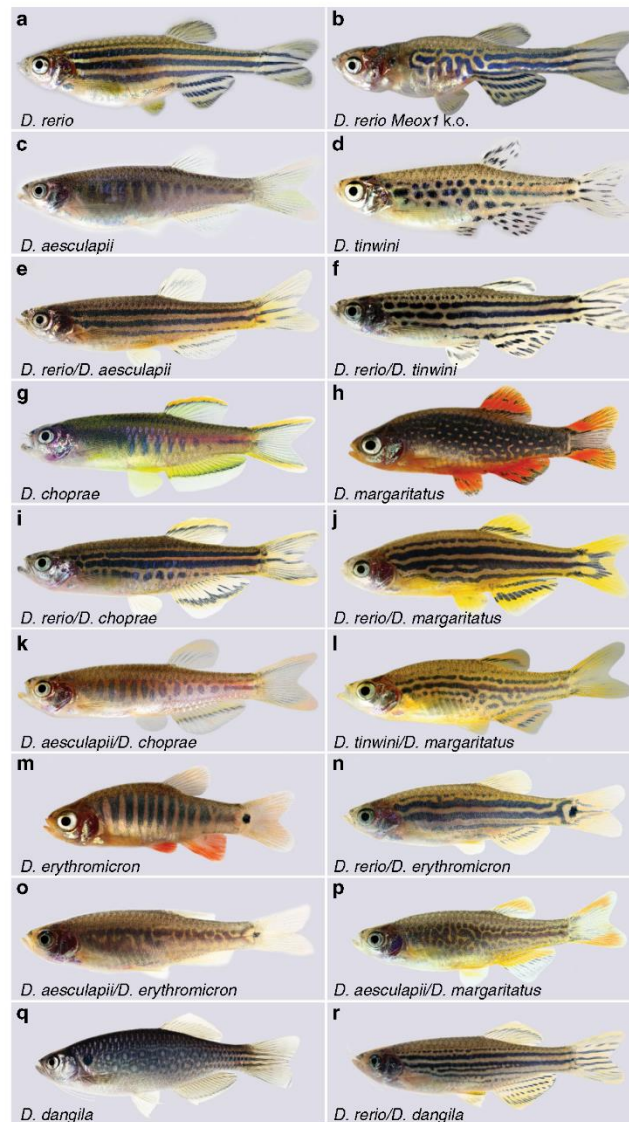 a
D. rerio
b
D. rerio Meox1 k.o.
c
D. aesculapii
d
D. tinwini
e
D. rerio/D. aesculapii
f
D. rerio/D. tinwini
g
D. choprae
h
D. margaritatus
i
D. rerio/D. choprae
j
D. rerio/D. margaritatus
k
D. aesculapii/D. choprae
l
D. tinwini/D. margaritatus
m
D. erythromicron
n
D. rerio/D. erythromicron
o
D. aesculapii/D. erythromicron
p
D. aesculapii/D. margaritatus
q
D. dangila
r
D. rerio/D. dangila